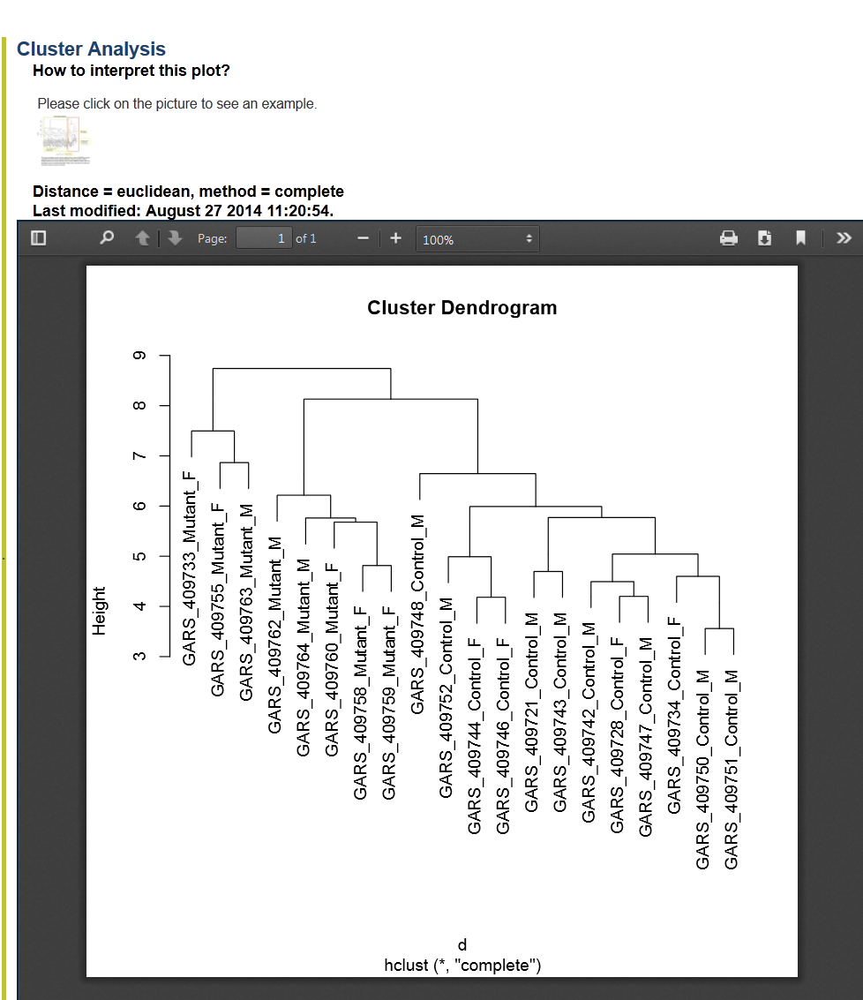 Cluster Analysis
How to interpret this plot?
Please click on the picture to see an example.
Distance = euclidean, method = complete
Last modified: August 27 2014 11:20:54.
Page: 1 of 1
100%
Cluster Dendrogram
Height
9
8
7
6
5
4
3
GARS_409733_Mutant_F
GARS_409755_Mutant_F
GARS_409763_Mutant_M
GARS_409762_Mutant_M
GARS_409764_Mutant_M
GARS_409760_Mutant_F
GARS_409758_Mutant_F
GARS_409759_Mutant_F
GARS_409748_Control_M
GARS_409752_Control_M
GARS_409744_Control_F
GARS_409746_Control_F
GARS_409721_Control_M
GARS_409743_Control_M
GARS_409742_Control_M
GARS_409728_Control_F
GARS_409747_Control_M
GARS_409734_Control_F
GARS_409750_Control_M
GARS_409751_Control_M
d
hclust (*, "complete")